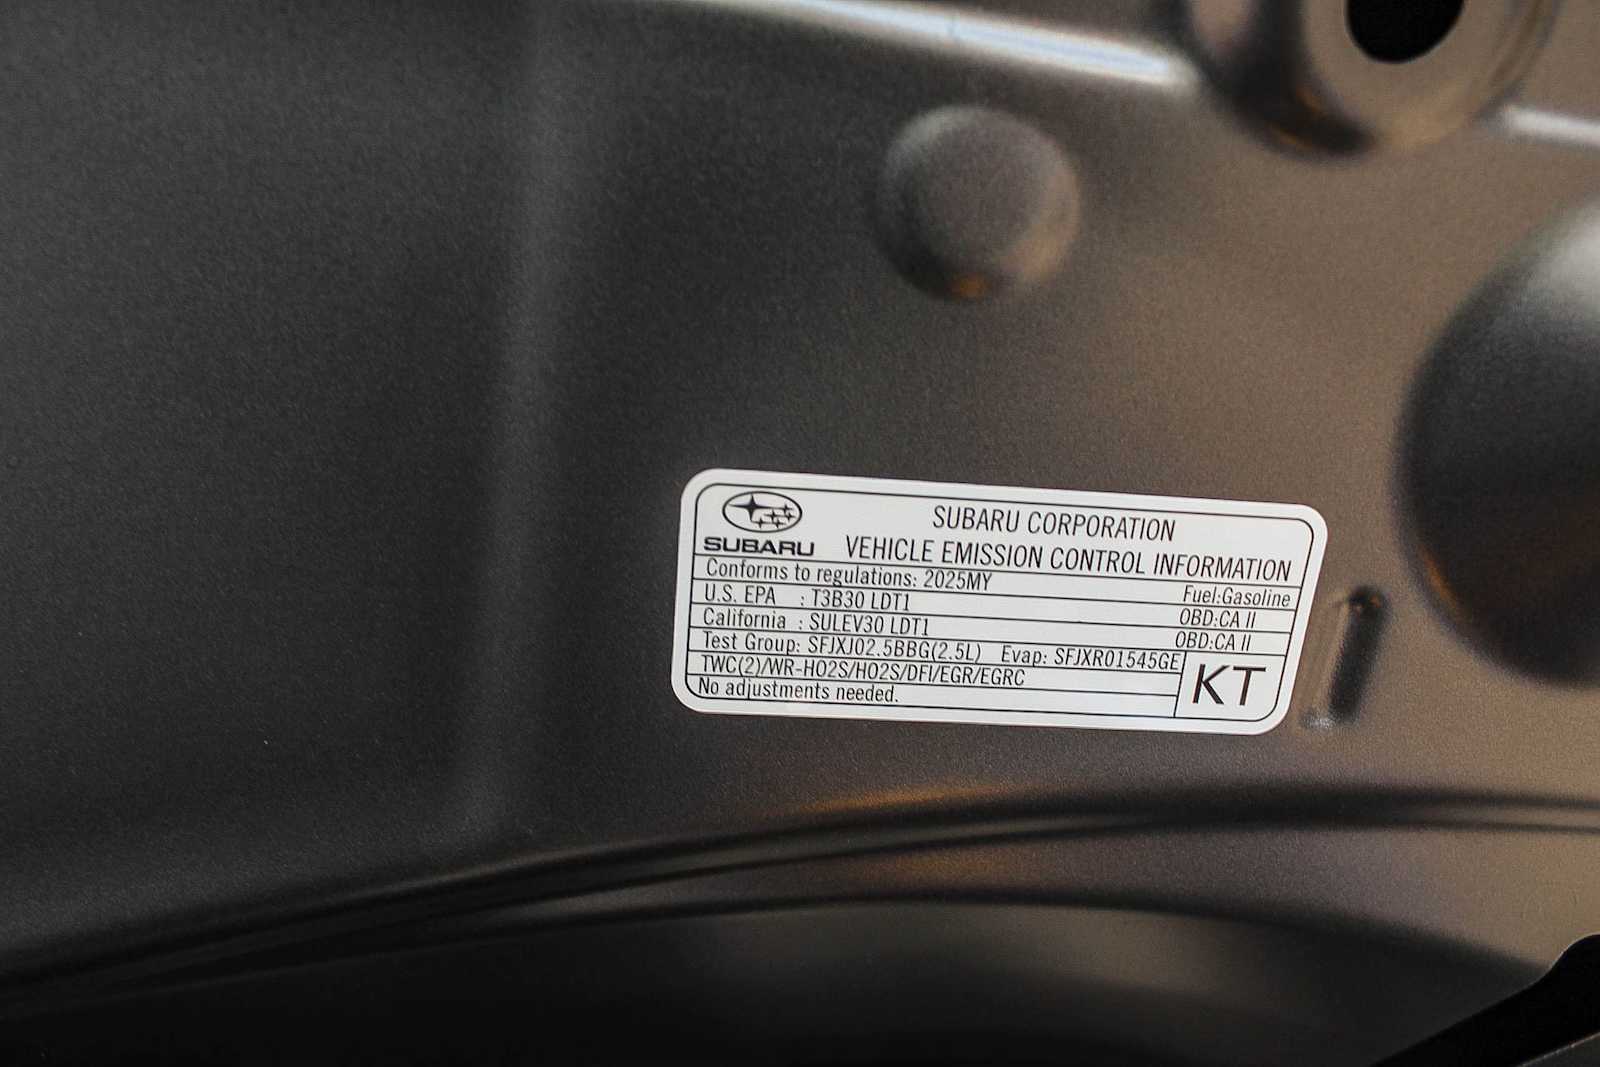 SUBARU
SUBARU CORPORATION
VEHICLE EMISSION CONTROL INFORMATION
Conforms to regulations: 2025MY Fuel:Gasoline
U.S. EPA : T3B30 LDT1 OBD:CA II
California : SULEV30 LDT1 OBD:CA II
Test Group: SFJXJ02.5BBG(2.5L) Evap: SFJXR01545GE
TWC(2)/WR-HO2S/HO2S/DFI/EGR/EGRC
No adjustments needed.
KT